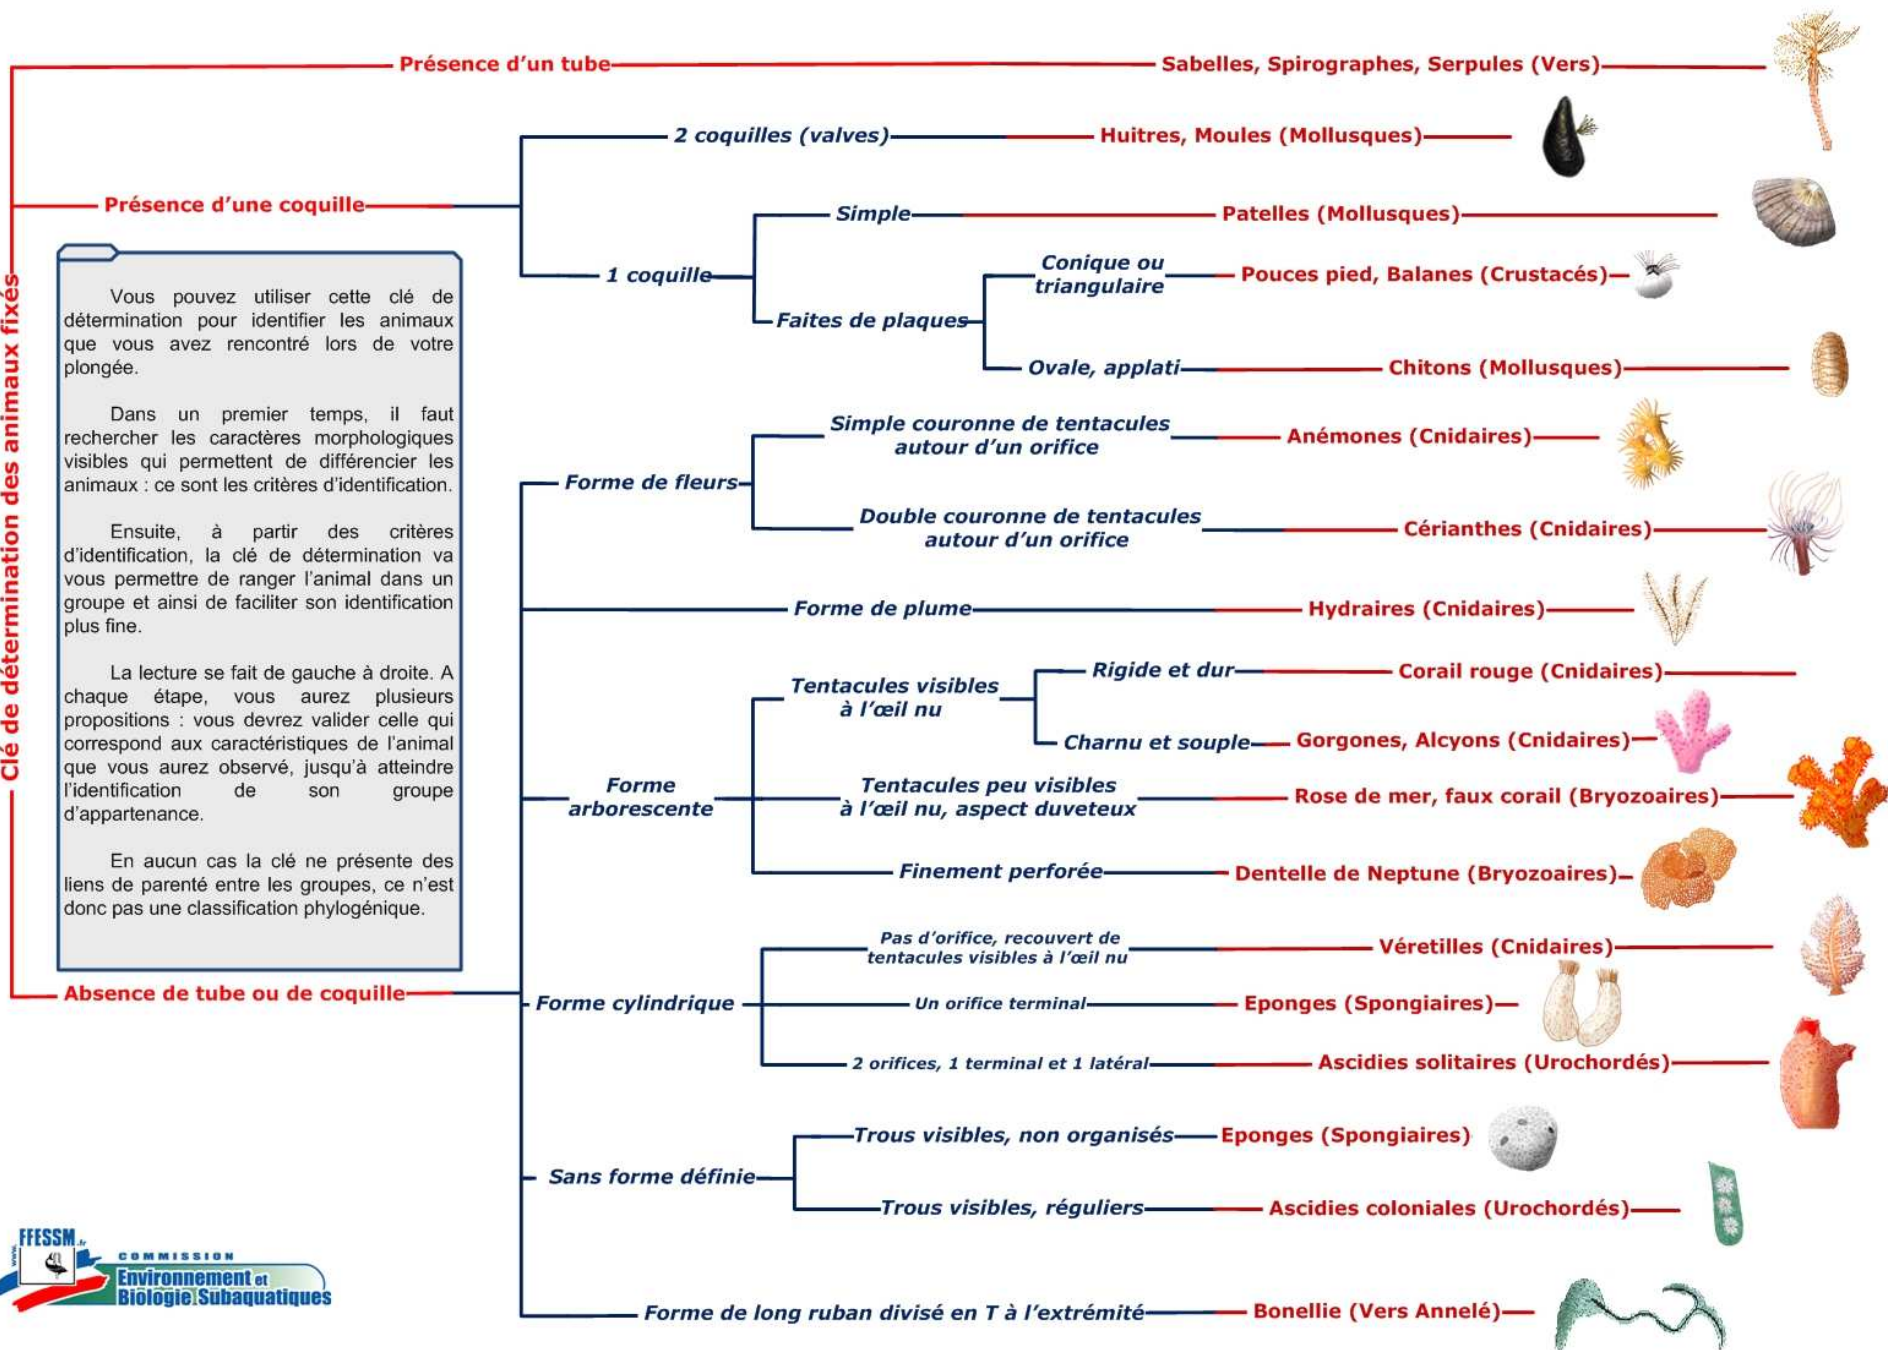 Clé de détermination des animaux fixés
Présence d'un tube
Sabelles, Spirographes, Serpules (Vers)
Présence d'une coquille
2 coquilles (valves)
Huitres, Moules (Mollusques)
1 coquille
Simple
Patelles (Mollusques)
Faites de plaques
Conique ou
triangulaire
Pouces pied, Balanes (Crustacés)
Ovale, applati
Chitons (Mollusques)
Vous pouvez utiliser cette clé de
détermination pour identifier les animaux
que vous avez rencontré lors de votre
plongée.
Dans un premier temps, il faut
rechercher les caractères morphologiques
visibles qui permettent de différencier les
animaux : ce sont les critères d'identification.
Ensuite, à partir des critères
d'identification, la clé de détermination va
vous permettre de ranger l'animal dans un
groupe et ainsi de faciliter son identification
plus fine.
La lecture se fait de gauche à droite. A
chaque étape, vous aurez plusieurs
propositions : vous devrez valider celle qui
correspond aux caractéristiques de l'animal
que vous aurez observé, jusqu'à atteindre
l'identification de son groupe
d'appartenance.
En aucun cas la clé ne présente des
liens de parenté entre les groupes, ce n'est
donc pas une classification phylogénique.
Absence de tube ou de coquille
Forme de fleurs
Simple couronne de tentacules
autour d'un orifice
Anémones (Cnidaires)
Double couronne de tentacules
autour d'un orifice
Cérianthes (Cnidaires)
Forme de plume
Hydraires (Cnidaires)
Forme
arborescente
Tentacules visibles
à l'œil nu
Rigide et dur
Corail rouge (Cnidaires)
Charnu et souple
Gorgones, Alcyons (Cnidaires)
Tentacules peu visibles
à l'œil nu, aspect duveteux
Rose de mer, faux corail (Bryozoaires)
Finement perforée
Dentelle de Neptune (Bryozoaires)
Forme cylindrique
Pas d'orifice, recouvert de
tentacules visibles à l'œil nu
Véretilles (Cnidaires)
Un orifice terminal
Eponges (Spongiaires)
2 orifices, 1 terminal et 1 latéral
Ascidies solitaires (Urochordés)
Sans forme définie
Trous visibles, non organisés
Eponges (Spongiaires)
Trous visibles, réguliers
Ascidies coloniales (Urochordés)
Forme de long ruban divisé en T à l'extrémité
Bonellie (Vers Annelé)
www.
FFESSM
.fr
COMMISSION
Environnement et
Biologie Subaquatiques